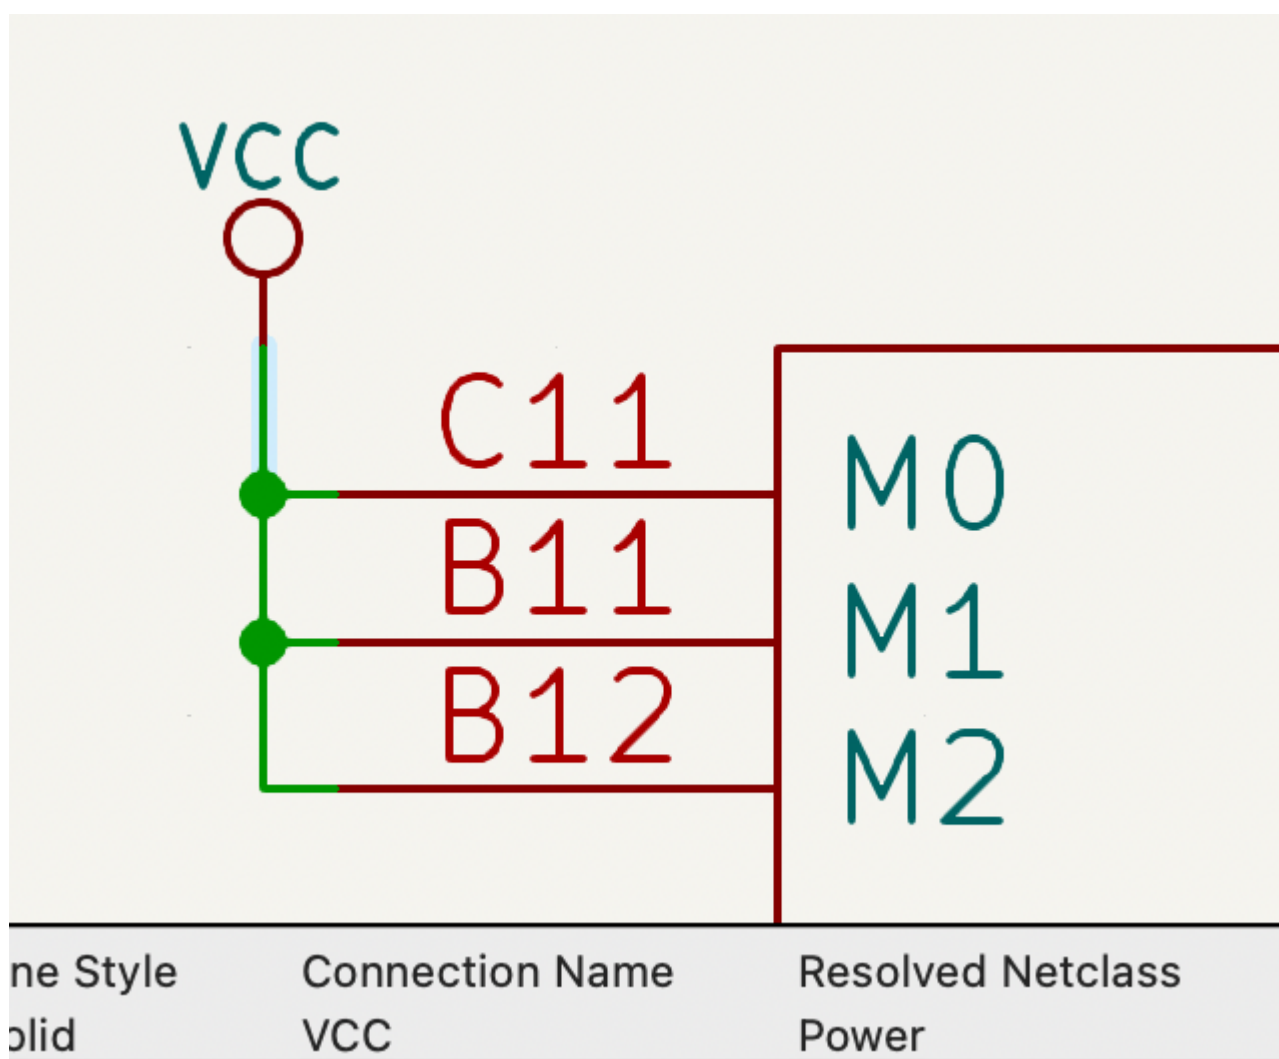 VCC
C11
M0
B11
M1
B12
M2
ne Style Connection Name Resolved Netclass
olid VCC Power